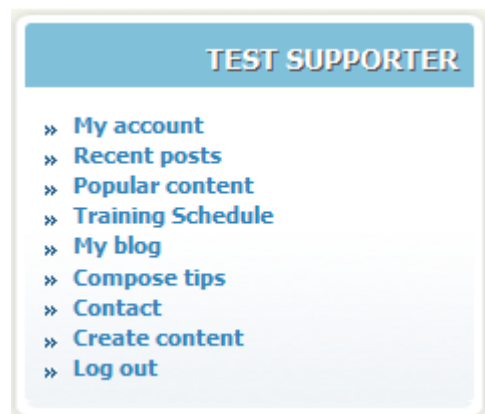 TEST SUPPORTER
» My account
» Recent posts
» Popular content
» Training Schedule
» My blog
» Compose tips
» Contact
» Create content
» Log out